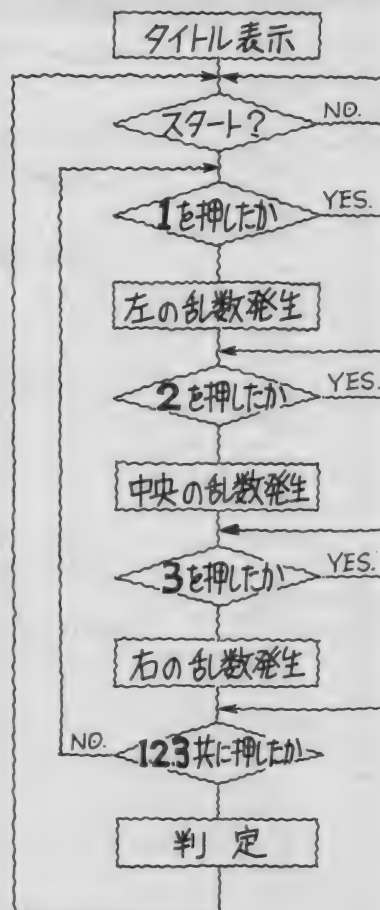 タイトル表示
スタート?
NO.
1を押したか
YES.
左の乱数発生
2を押したか
YES.
中央の乱数発生
3を押したか
YES.
右の乱数発生
NO.
1.2.3共に押したか
判定